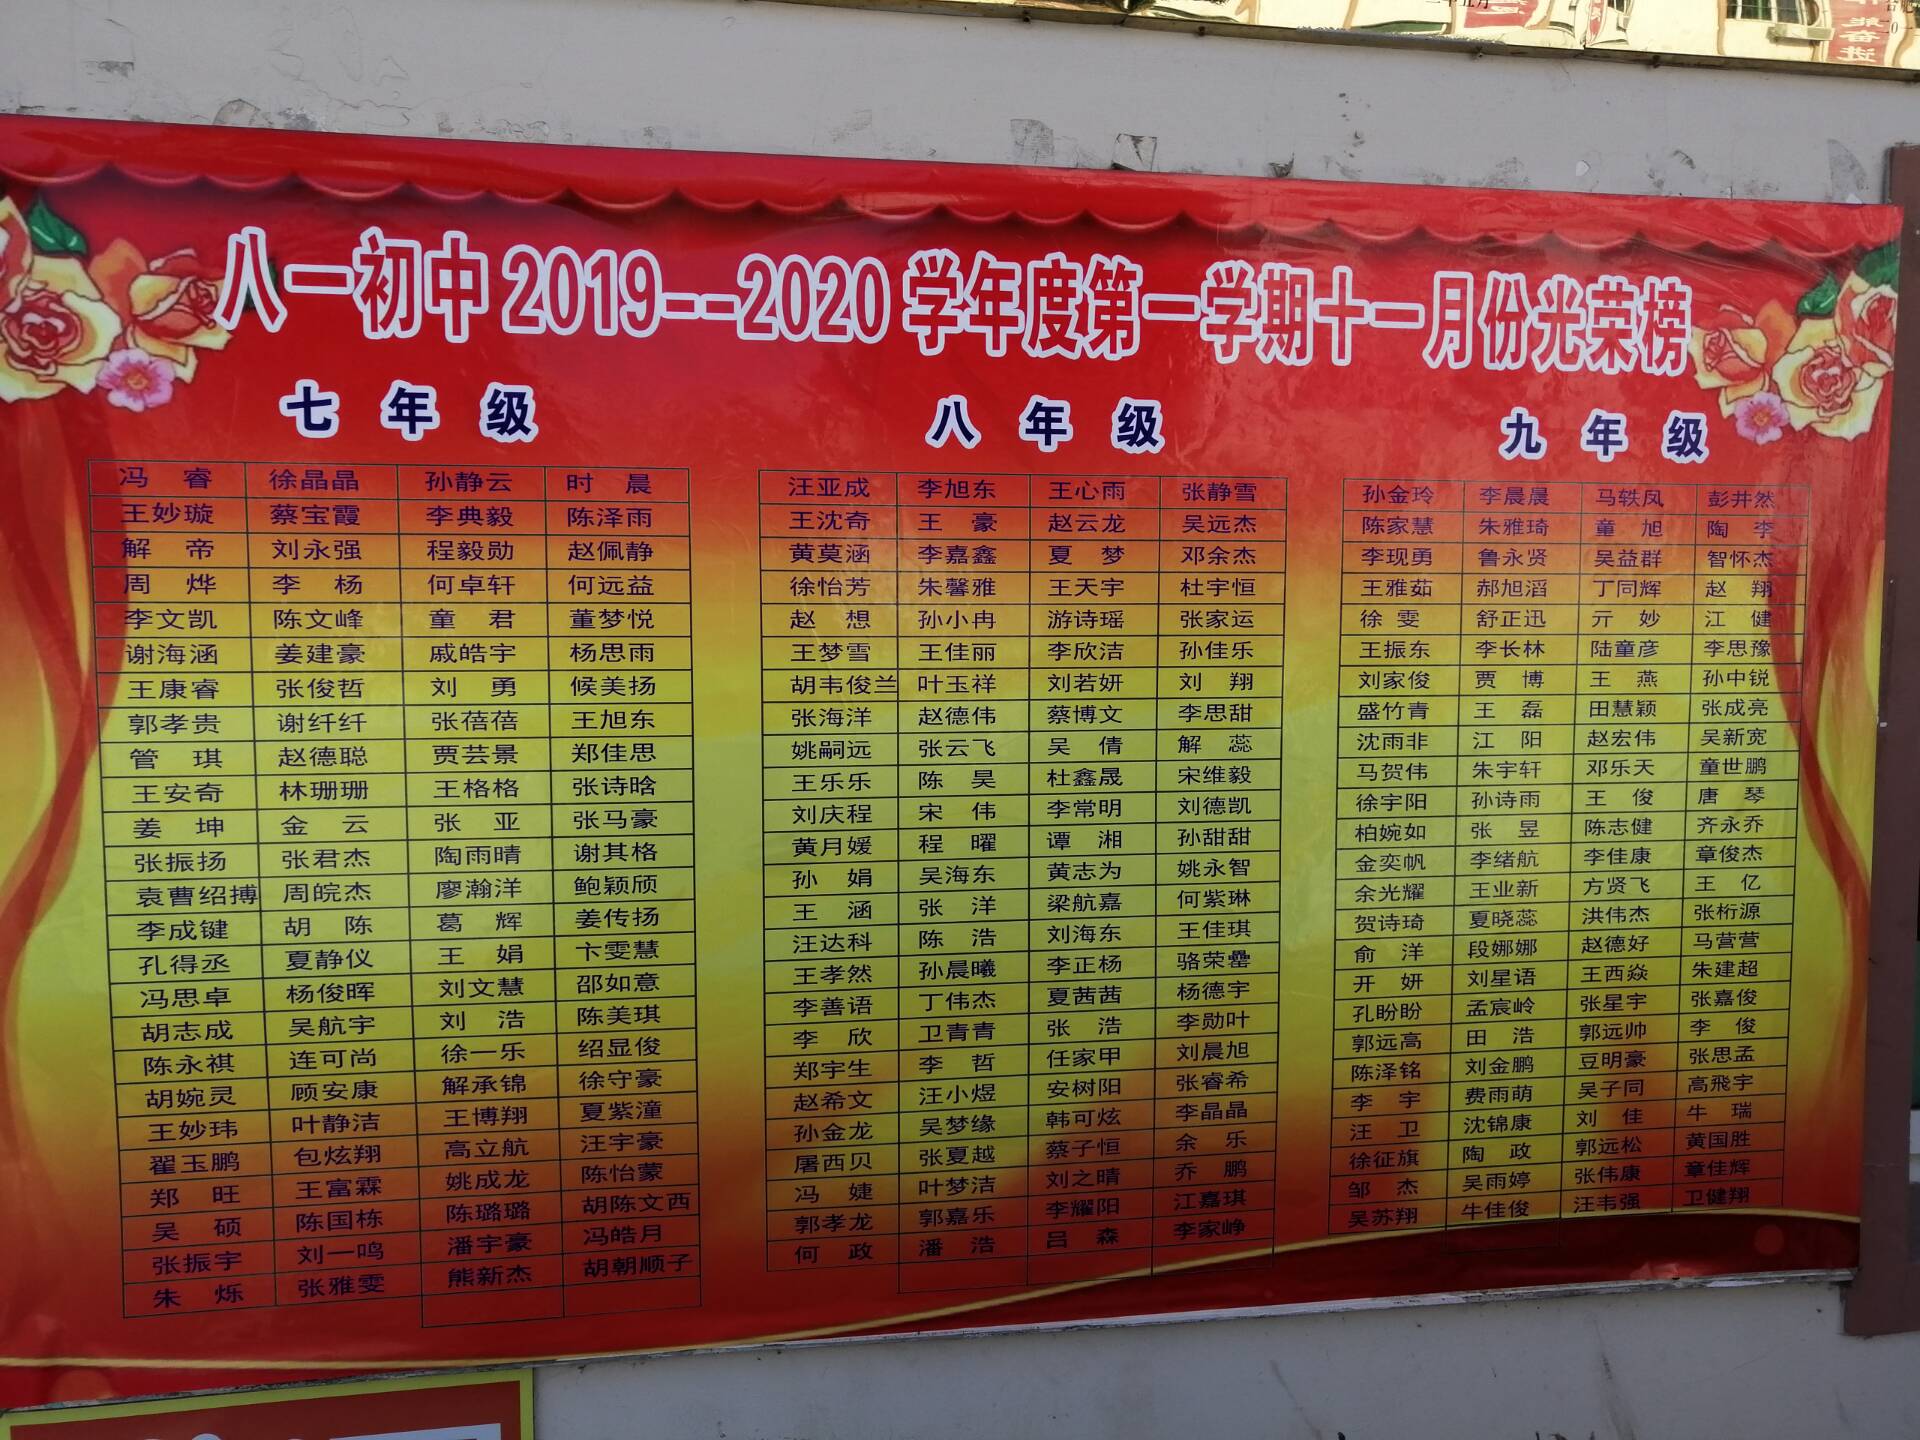 八一初中2019--2020学年度第一学期十一月份光荣榜
七 年 级
冯 睿 徐晶晶 孙静云 时 晨
王妙璇 蔡宝霞 李典毅 陈泽雨
解 帝 刘永强 程毅勋 赵佩静
周 烨 李 杨 何卓轩 何远益
李文凯 陈文峰 童 君 董梦悦
谢海涵 姜建豪 戚皓宇 杨思雨
王康睿 张俊哲 刘 勇 候美扬
郭孝贵 谢纤纤 张蓓蓓 王旭东
管 琪 赵德聪 贾芸景 郑佳思
王安奇 林珊珊 王格格 张诗晗
姜 坤 金 云 张 亚 张马豪
张振扬 张君杰 陶雨晴 谢其格
袁曹绍搏 周皖杰 廖瀚洋 鲍颖颀
李成键 胡 陈 葛 辉 姜传扬
孔得丞 夏静仪 王 娟 卞雯慧
冯思卓 杨俊晖 刘文慧 邵如意
胡志成 吴航宇 刘 浩 陈美琪
陈永祺 连可尚 徐一乐 绍显俊
胡婉灵 顾安康 解承锦 徐守豪
王妙玮 叶静洁 王博翔 夏紫潼
翟玉鹏 包炫翔 高立航 汪宇豪
郑 旺 王富霖 姚成龙 陈怡蒙
吴 硕 陈国栋 陈璐璐 胡陈文西
张振宇 刘一鸣 潘宇豪 冯皓月
朱 烁 张雅雯 熊新杰 胡朝顺子
八 年 级
汪亚成 李旭东 王心雨 张静雪
王沈奇 王 豪 赵云龙 吴远杰
黄莫涵 李嘉鑫 夏 梦 邓余杰
徐怡芳 朱馨雅 王天宇 杜宇恒
赵 想 孙小冉 游诗瑶 张家运
王梦雪 王佳丽 李欣洁 孙佳乐
胡韦俊兰 叶玉祥 刘若妍 刘 翔
张海洋 赵德伟 蔡博文 李思甜
姚嗣远 张云飞 吴 倩 解 蕊
王乐乐 陈 昊 杜鑫晟 宋维毅
刘庆程 宋 伟 李常明 刘德凯
黄月媛 程 曜 谭 湘 孙甜甜
孙 娟 吴海东 黄志为 姚永智
王 涵 张 洋 梁航嘉 何紫琳
汪达科 陈 浩 刘海东 王佳琪
王孝然 孙晨曦 李正杨 骆荣罍
李善语 丁伟杰 夏茜茜 杨德宇
李 欣 卫青青 张 浩 李勋叶
郑宇生 李 哲 任家甲 刘晨旭
赵希文 汪小煜 安树阳 张睿希
孙金龙 吴梦缘 韩可炫 李晶晶
屠西贝 张夏越 蔡子恒 余 乐
冯 婕 叶梦洁 刘之晴 乔 鹏
郭孝龙 郭嘉乐 李耀阳 江嘉琪
何 政 潘 浩 吕 森 李家峥
九 年 级
孙金玲 李晨晨 马轶凤 彭井然
陈家慧 朱雅琦 童 旭 陶 李
李现勇 鲁永贤 吴益群 智怀杰
王雅茹 郝旭滔 丁同辉 赵 翔
徐 雯 舒正迅 亓 妙 江 健
王振东 李长林 陆童彦 李思豫
刘家俊 贾 博 王 燕 孙中锐
盛竹青 王 磊 田慧颖 张成亮
沈雨非 江 阳 赵宏伟 吴新宽
马贺伟 朱宇轩 邓乐天 童世鹏
徐宇阳 孙诗雨 王 俊 唐 琴
柏婉如 张 昱 陈志健 齐永乔
金奕帆 李绪航 李佳康 章俊杰
余光耀 王业新 方贤飞 王 亿
贺诗琦 夏晓蕊 洪伟杰 张桁源
俞 洋 段娜娜 赵德好 马营营
开 妍 刘星语 王西焱 朱建超
孔盼盼 孟宸岭 张星宇 张嘉俊
郭远高 田 浩 郭远帅 李 俊
陈泽铭 刘金鹏 豆明豪 张思孟
李 宇 费雨萌 吴子同 高飛宇
汪 卫 沈锦康 刘 佳 牛 瑞
徐征旗 陶 政 郭远松 黄国胜
邹 杰 吴雨婷 张伟康 章佳辉
吴苏翔 牛佳俊 汪韦强 卫健翔